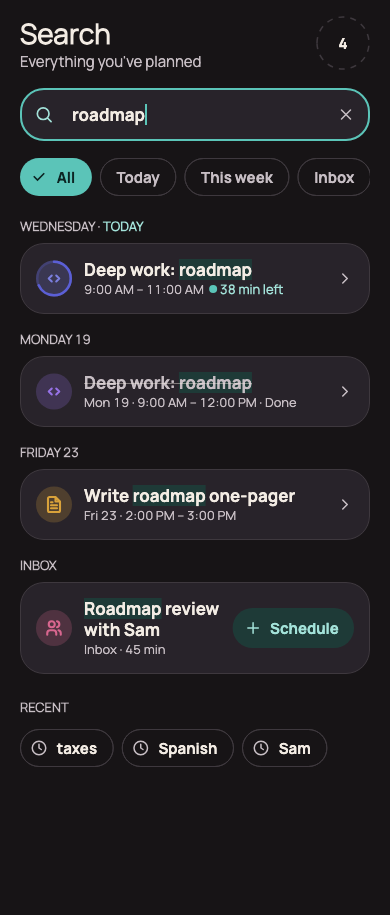 Search
Everything you've planned
4
roadmap
All
Today
This week
Inbox
WEDNESDAY · TODAY
Deep work: roadmap
9:00 AM – 11:00 AM
38 min left
MONDAY 19
Deep work: roadmap
Mon 19 · 9:00 AM – 12:00 PM · Done
FRIDAY 23
Write roadmap one-pager
Fri 23 · 2:00 PM – 3:00 PM
INBOX
Roadmap review
with Sam
Inbox · 45 min
Schedule
RECENT
taxes
Spanish
Sam